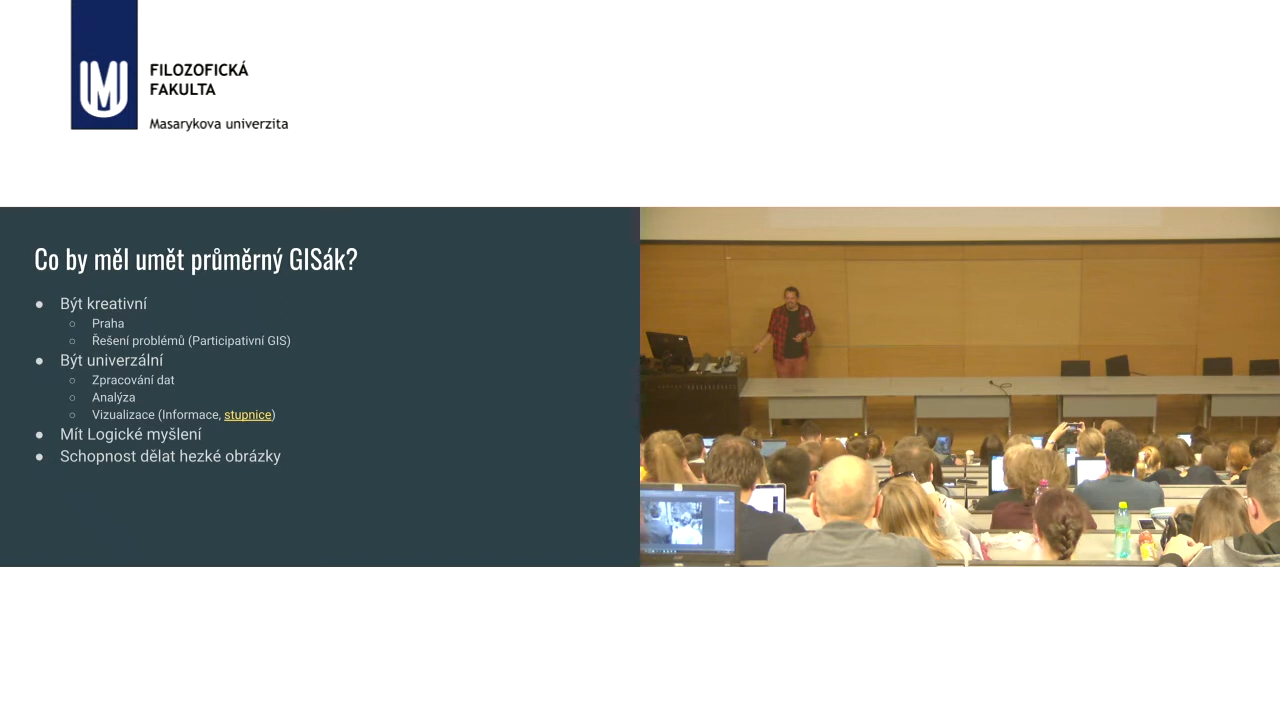 FILOZOFICKÁ
FAKULTA
Masarykova univerzita
Co by měl umět průměrný GISák?
● Být kreativní
○ Praha
○ Řešení problémů (Participativní GIS)
● Být univerzální
○ Zpracování dat
○ Analýza
○ Vizualizace (Informace, stupnice)
● Mít Logické myšlení
● Schopnost dělat hezké obrázky